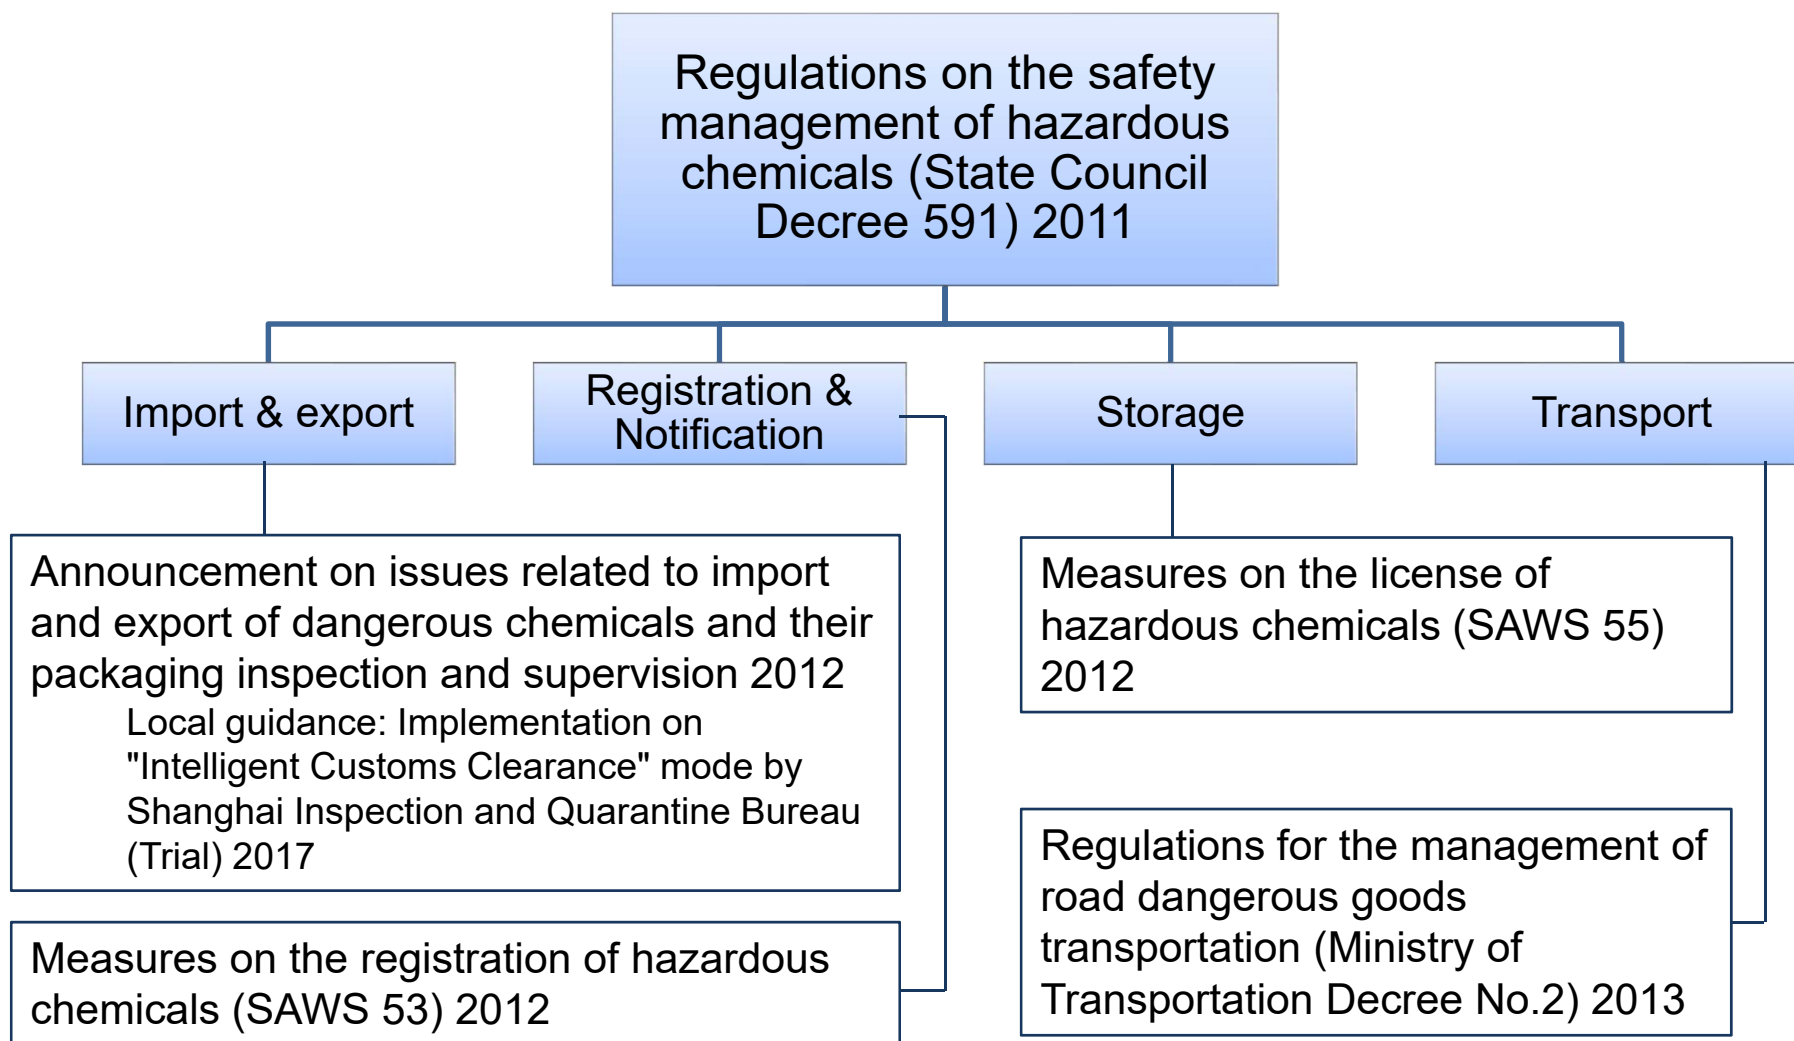 Regulations on the safety
management of hazardous
chemicals (State Council
Decree 591) 2011
Import & export
Registration &
Notification
Storage
Transport
Announcement on issues related to import
and export of dangerous chemicals and their
packaging inspection and supervision 2012
Local guidance: Implementation on
"Intelligent Customs Clearance" mode by
Shanghai Inspection and Quarantine Bureau
(Trial) 2017
Measures on the license of
hazardous chemicals (SAWS 55)
2012
Measures on the registration of hazardous
chemicals (SAWS 53) 2012
Regulations for the management of
road dangerous goods
transportation (Ministry of
Transportation Decree No.2) 2013